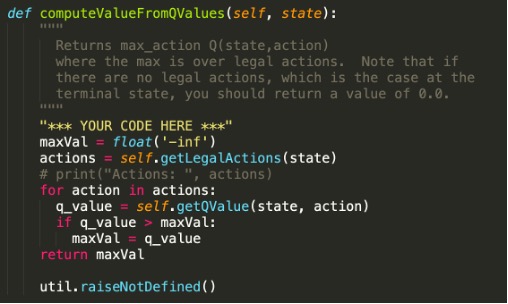 def computeValueFromQValues(self, state):
"""
Returns max_action Q(state,action)
where the max is over legal actions.  Note that if
there are no legal actions, which is the case at the
terminal state, you should return a value of 0.0.
"""
"*** YOUR CODE HERE ***"
maxVal = float('-inf')
actions = self.getLegalActions(state)
# print("Actions: ", actions)
for action in actions:
q_value = self.getQValue(state, action)
if q_value > maxVal:
maxVal = q_value
return maxVal
util.raiseNotDefined()